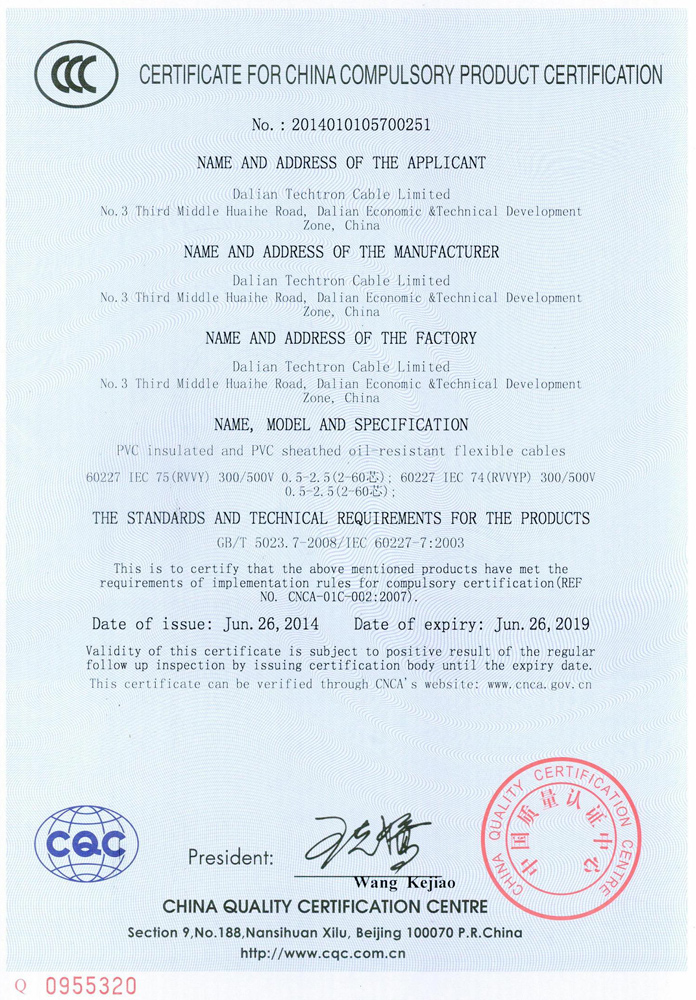 CCC
CERTIFICATE FOR CHINA COMPULSORY PRODUCT CERTIFICATION
No. : 2014010105700251
NAME AND ADDRESS OF THE APPLICANT
Dalian Techtron Cable Limited
No.3 Third Middle Huaihe Road, Dalian Economic &Technical Development
Zone, China
NAME AND ADDRESS OF THE MANUFACTURER
Dalian Techtron Cable Limited
No.3 Third Middle Huaihe Road, Dalian Economic &Technical Development
Zone, China
NAME AND ADDRESS OF THE FACTORY
Dalian Techtron Cable Limited
No.3 Third Middle Huaihe Road, Dalian Economic &Technical Development
Zone, China
NAME, MODEL AND SPECIFICATION
PVC insulated and PVC sheathed oil-resistant flexible cables
60227 IEC 75(RVVY) 300/500V 0.5-2.5(2-60芯); 60227 IEC 74(RVVYP) 300/500V
0.5-2.5(2-60芯);
THE STANDARDS AND TECHNICAL REQUIREMENTS FOR THE PRODUCTS
GB/T 5023.7-2008/IEC 60227-7:2003
This is to certify that the above mentioned products have met the
requirements of implementation rules for compulsory certification(REF
NO. CNCA-01C-002:2007).
Date of issue: Jun.26,2014 Date of expiry: Jun.26,2019
Validity of this certificate is subject to positive result of the regular
follow up inspection by issuing certification body until the expiry date.
This certificate can be verified through CNCA's website: www.cnca.gov.cn
CHINA QUALITY CERTIFICATION CENTRE
中国质量认证中心
CQC
President:
Wang Kejiao
CHINA QUALITY CERTIFICATION CENTRE
Section 9,No.188,Nansihuan Xilu, Beijing 100070 P.R.China
http://www.cqc.com.cn
Q 0955320